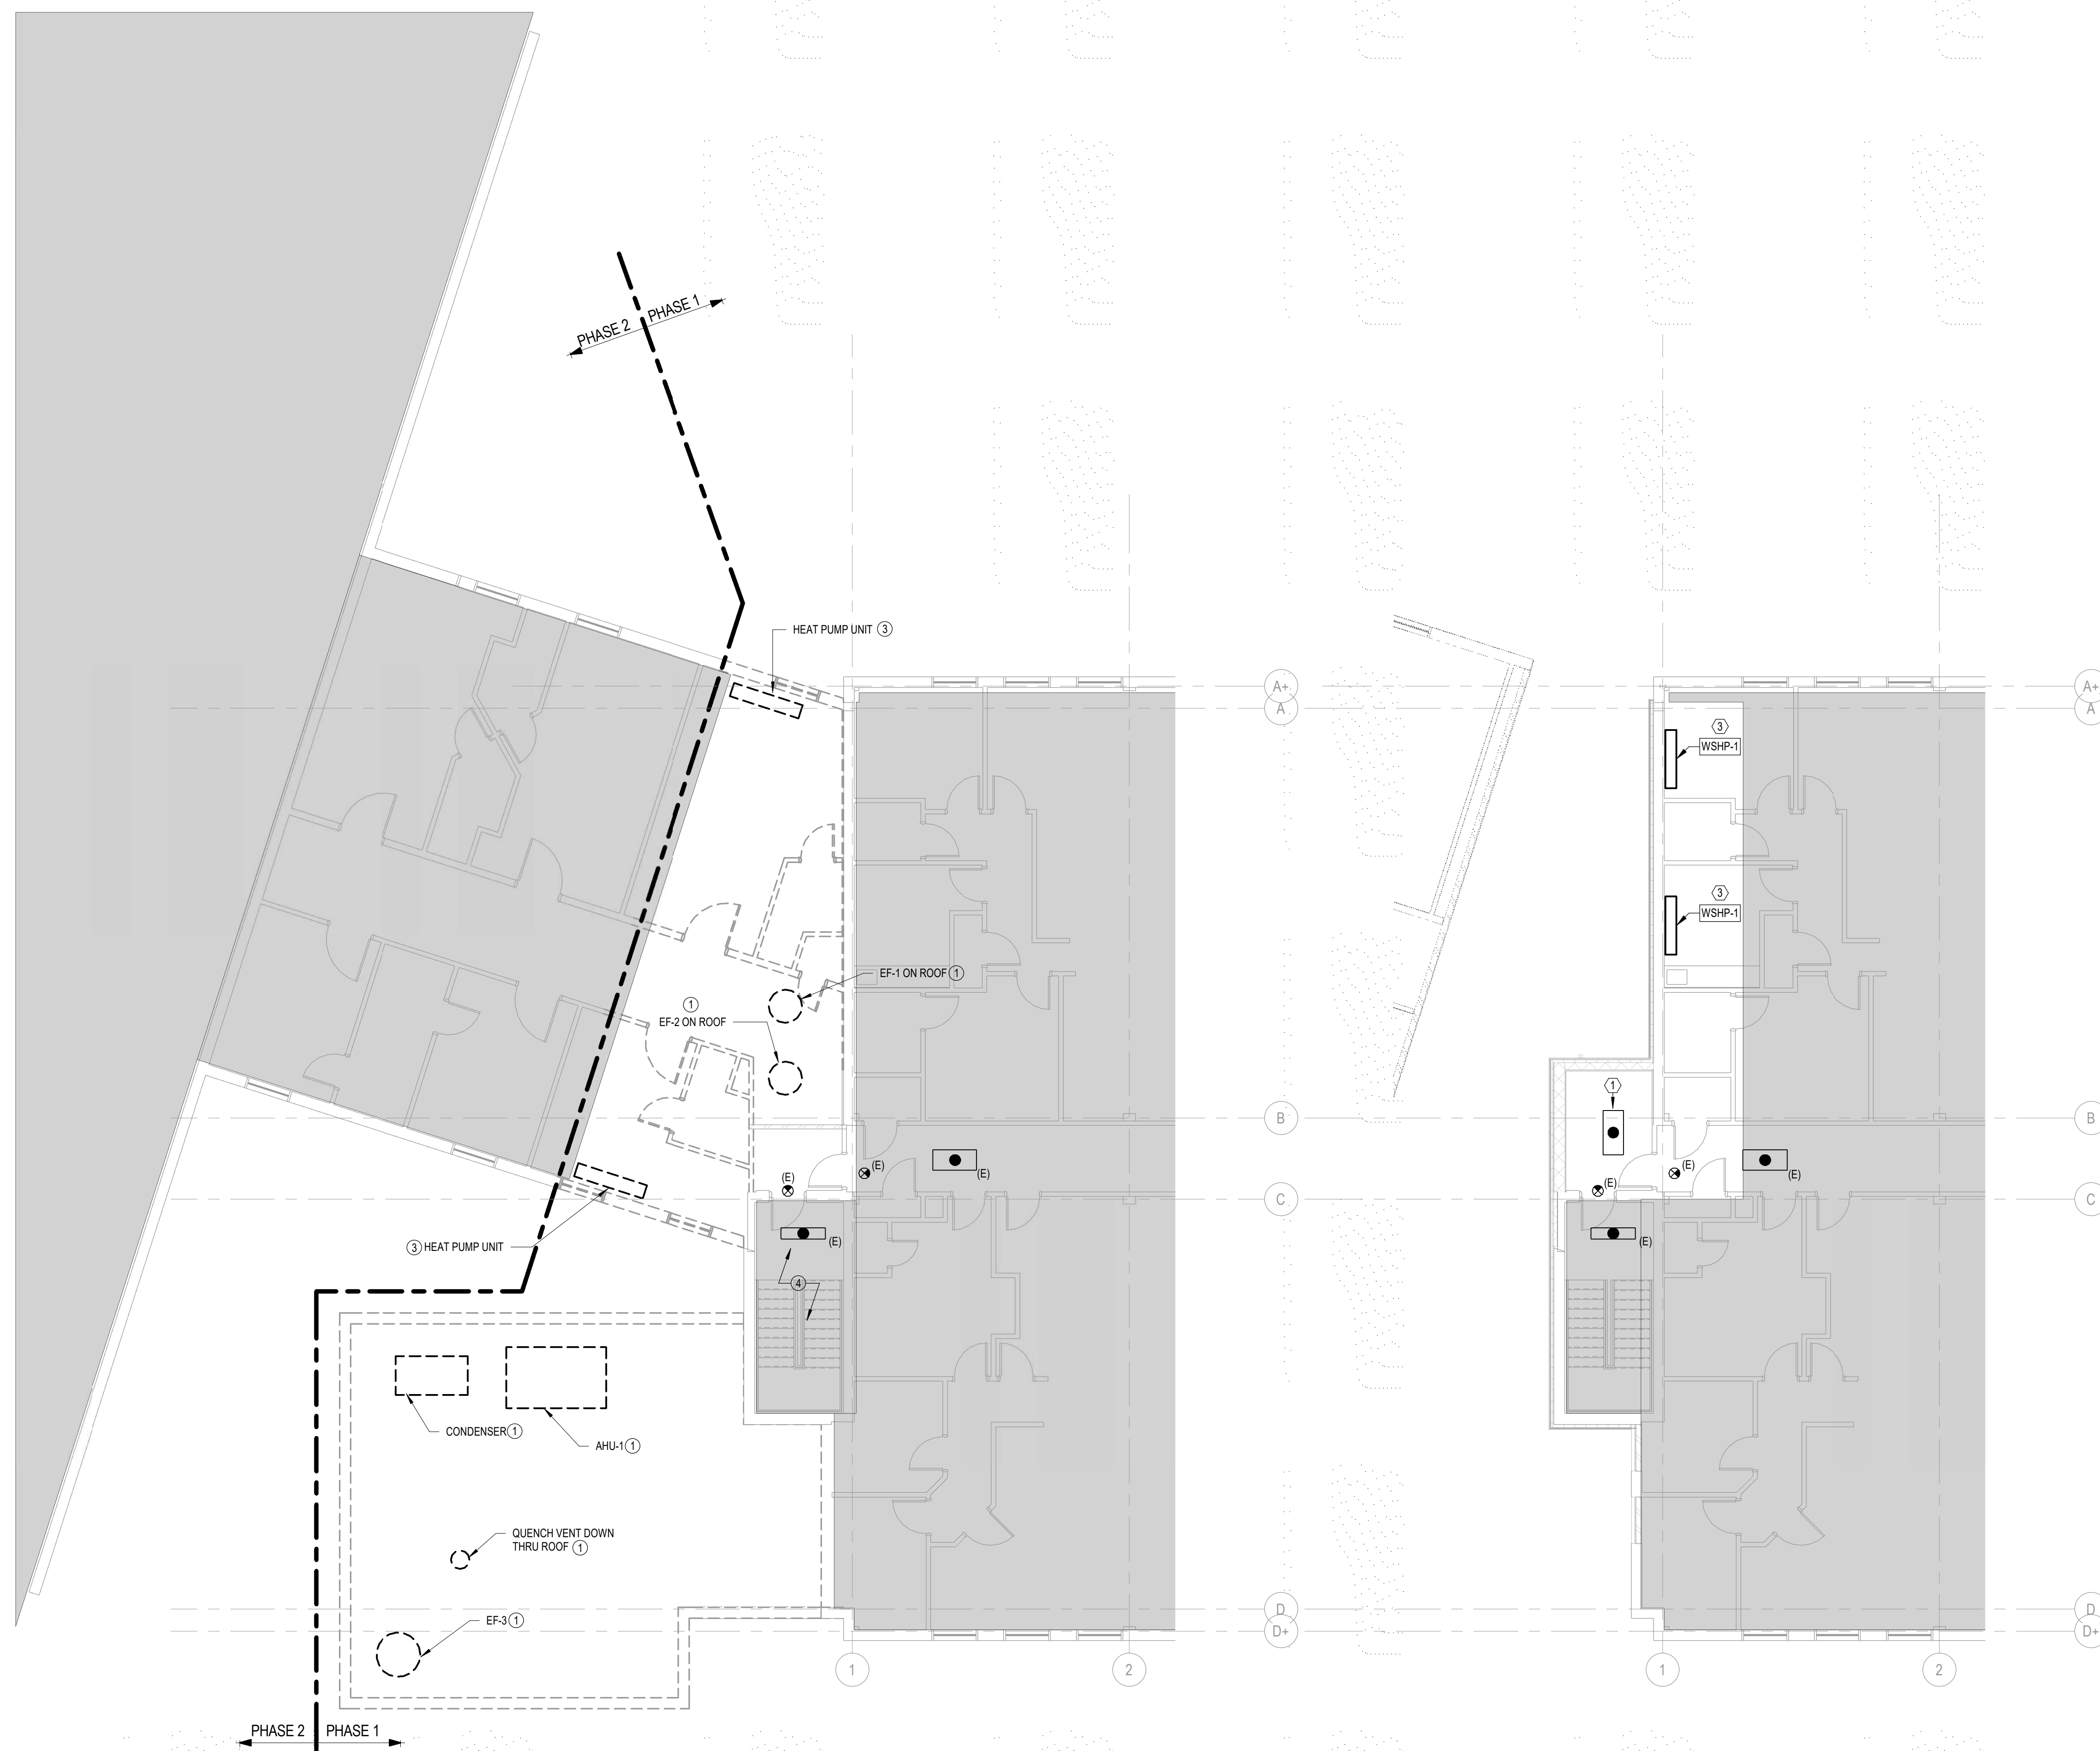 PHASE 2
PHASE 1
HEAT PUMP UNIT 3
A+
A
A+
A
3
WSHP-1
3
WSHP-1
EF-1 ON ROOF 1
1
EF-2 ON ROOF
1
B
B
(E)
(E)
(E)
(E)
(E)
(E)
C
C
(E)
(E)
3 HEAT PUMP UNIT
4
CONDENSER 1
AHU-1 1
QUENCH VENT DOWN
THRU ROOF 1
EF-3 1
D
D+
D
D+
1
2
1
2
PHASE 2
PHASE 1